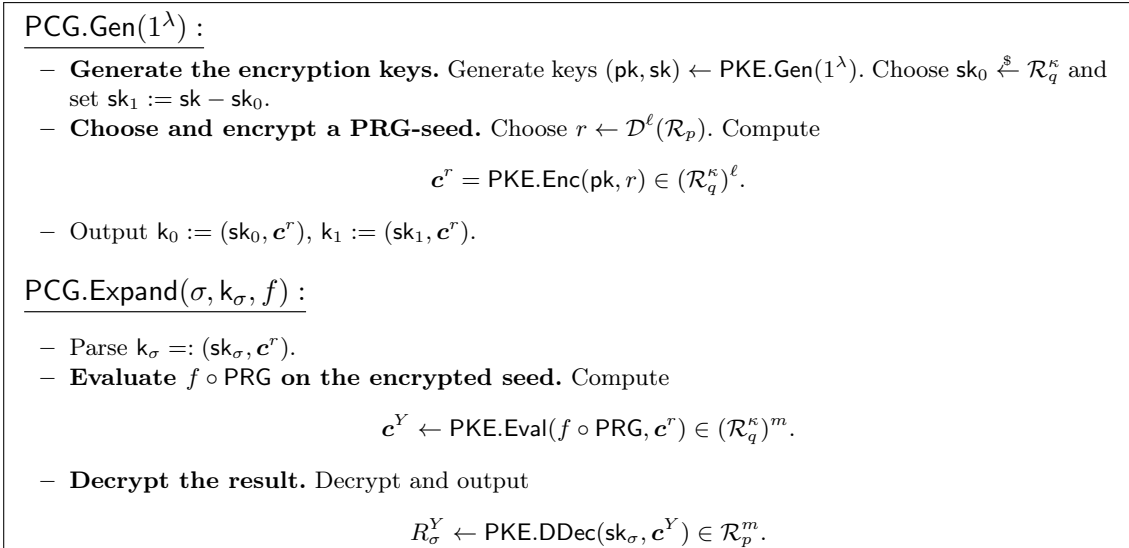 PCG.Gen(1^λ) :
– Generate the encryption keys. Generate keys (pk, sk) ← PKE.Gen(1^λ). Choose sk_0 ←^$ R_q^κ and
set sk_1 := sk − sk_0.
– Choose and encrypt a PRG-seed. Choose r ← D^ℓ(R_p). Compute
c^r = PKE.Enc(pk, r) ∈ (R_q^κ)^ℓ.
– Output k_0 := (sk_0, c^r), k_1 := (sk_1, c^r).
PCG.Expand(σ, k_σ, f) :
– Parse k_σ =: (sk_σ, c^r).
– Evaluate f ∘ PRG on the encrypted seed. Compute
c^Y ← PKE.Eval(f ∘ PRG, c^r) ∈ (R_q^κ)^m.
– Decrypt the result. Decrypt and output
R_σ^Y ← PKE.DDec(sk_σ, c^Y) ∈ R_p^m.